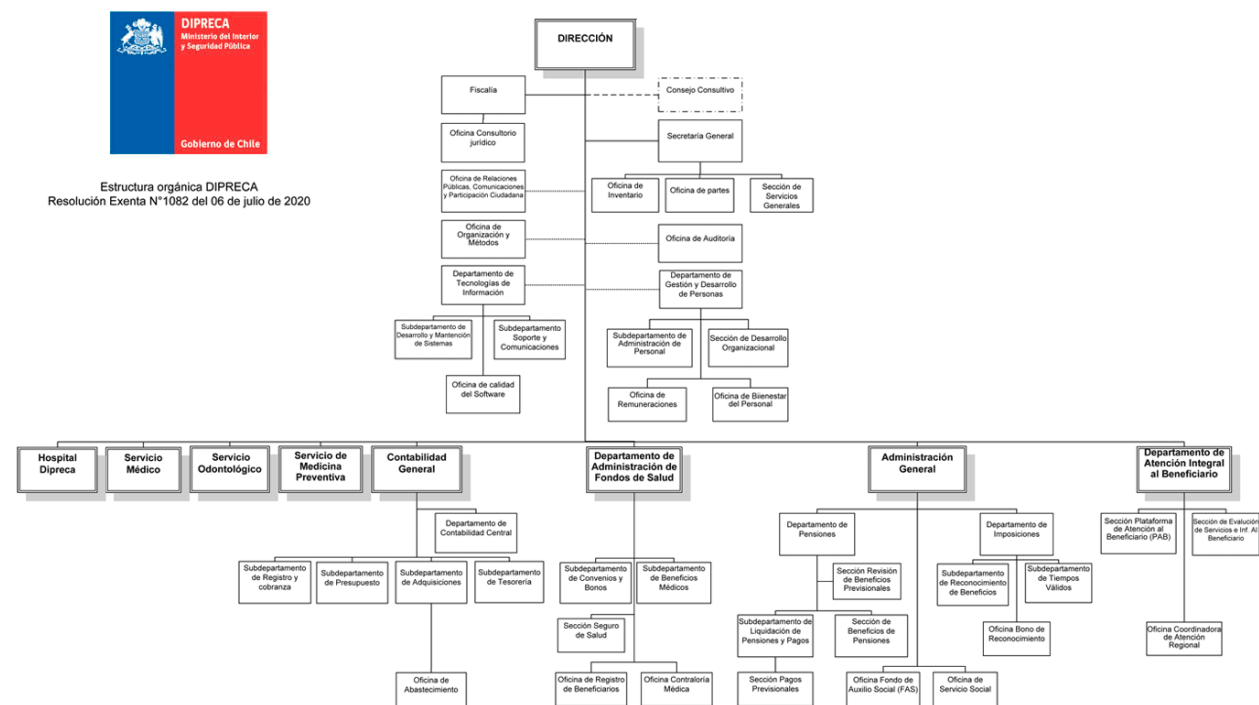 DIPRECA
Ministerio del Interior
y Seguridad Pública
Gobierno de Chile
Estructura orgánica DIPRECA
Resolución Exenta N°1082 del 06 de julio de 2020
DIRECCIÓN
Fiscalía
Consejo Consultivo
Oficina Consultorio
jurídico
Secretaría General
Oficina de Relaciones
Públicas, Comunicaciones
y Participación Ciudadana
Oficina de
Inventario
Oficina de partes
Sección de
Servicios
Generales
Oficina de
Organización y
Métodos
Oficina de Auditoría
Departamento de
Tecnologías de
Información
Departamento de
Gestión y Desarrollo
de Personas
Subdepartamento de
Desarrollo y Mantención
de Sistemas
Subdepartamento
Soporte y
Comunicaciones
Subdepartamento de
Administración de
Personal
Sección de Desarrollo
Organizacional
Oficina de calidad
del Software
Oficina de
Remuneraciones
Oficina de Biienestar
del Personal
Hospital
Dipreca
Servicio
Médico
Servicio
Odontológico
Servicio de
Medicina
Preventiva
Contabilidad
General
Departamento de
Administración de
Fondos de Salud
Administración
General
Departamento de
Atención Integral
al Beneficiario
Departamento de
Contabilidad Central
Departamento de
Pensiones
Departamento de
Imposiciones
Sección Plataforma
de Atención al
Beneficiario (PAB)
Sección de Evalución
de Servicios e Inf. Al
Beneficiario
Subdepartamento
de Registro y
cobranza
Subdepartamento
de Presupuesto
Subdepartamento
de Adquisiciones
Subdepartamento
de Tesorería
Subdepartamento
de Convenios y
Bonos
Subdepartamento
de Beneficios
Médicos
Sección Revisión
de Beneficios
Previsionales
Subdepartamento
de Reconocimiento
de Beneficios
Subdepartamento
de Tiempos
Válidos
Sección Seguro
de Salud
Subdepartamento de
Liquidación de
Pensiones y Pagos
Sección de
Beneficios de
Pensiones
Oficina Bono de
Reconocimiento
Oficina Coordinadora
de Atención
Regional
Oficina de
Abastecimiento
Oficina de Registro
de Beneficiarios
Oficina Contraloría
Médica
Sección Pagos
Previsionales
Oficina Fondo de
Auxilio Social (FAS)
Oficina de
Servicio Social